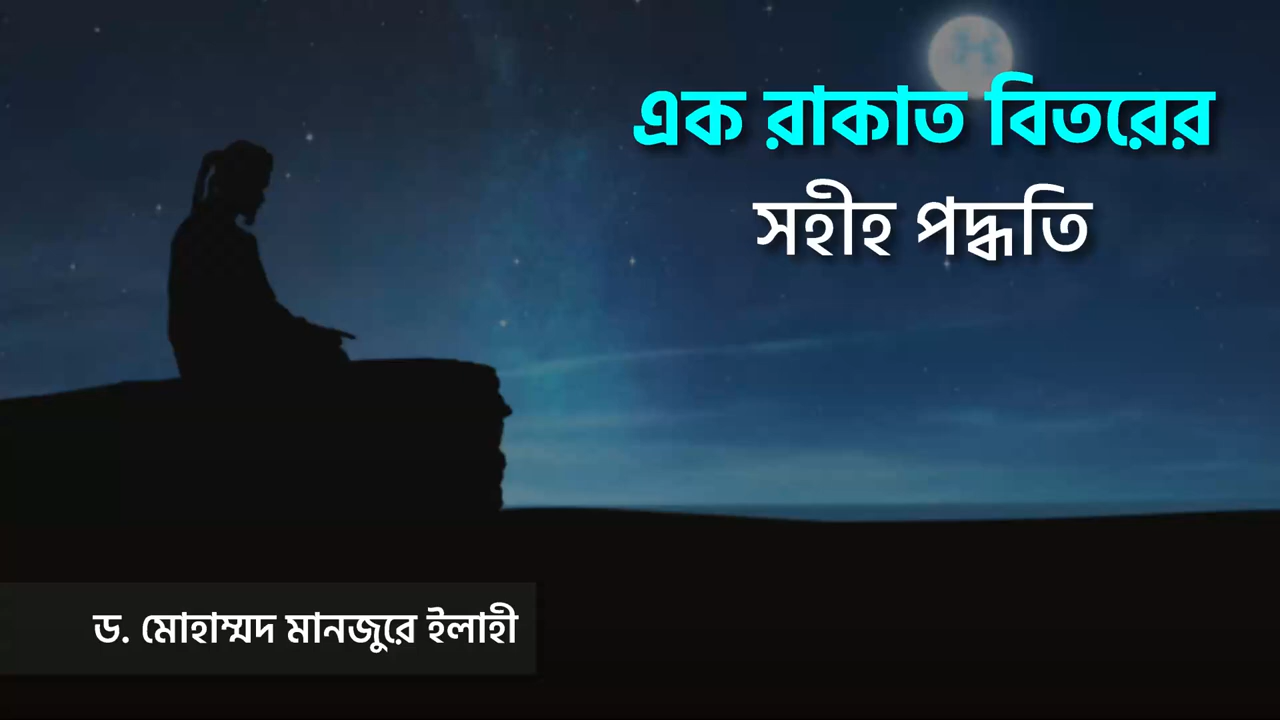 এক রাকাত বিতরের
সহীহ পদ্ধতি
ড. মোহাম্মদ মানজুরে ইলাহী